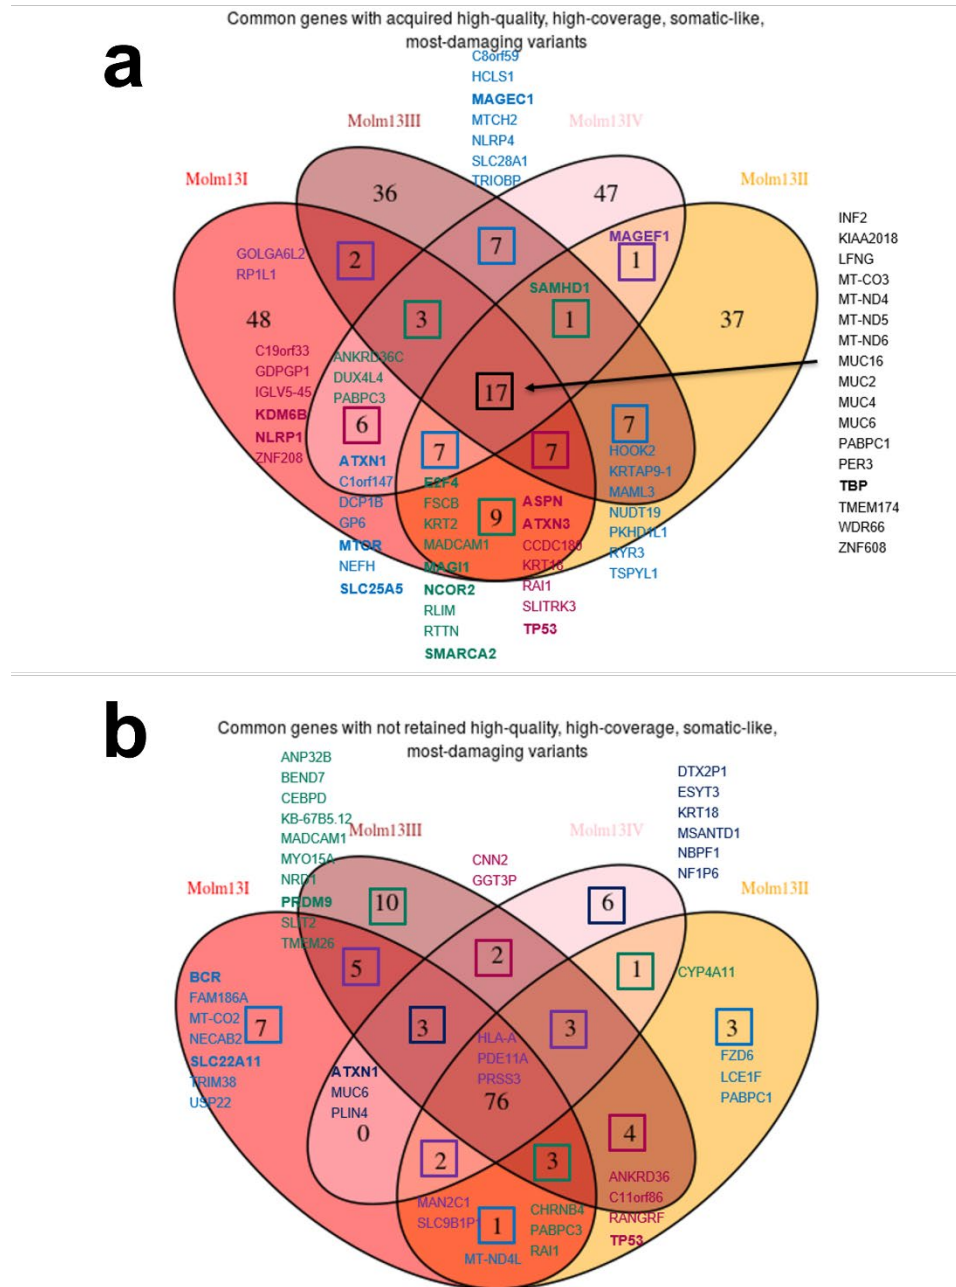 a
Common genes with acquired high-quality, high-coverage, somatic-like,
most-damaging variants
C8orf59
HCLS1
MAGEC1
MTCH2
NLRP4
SLC28A1
TRIOBP
Molm13III
Molm13IV
Molm13I
Molm13II
36
47
7
MAGEF1
1
GOLGA6L2
RP1L1
2
SAMHD1
3
1
48
37
C19orf33
GDPGP1
IGLV5-45
KDM6B
NLRP1
ZNF208
ANKRD36C
DUX4L4
PABPC3
17
6
7
7
7
9
ATXN1
C1orf147
DCP1B
GP6
MTOR
NEFH
SLC25A5
E2F4
FSCB
KRT2
MADCAM1
MAGI1
NCOR2
RLIM
RTTN
SMARCA2
ASPN
ATXN3
CCDC180
KRT16
RAI1
SLITRK3
TP53
HOOK2
KRTAP9-1
MAML3
NUDT19
PKHD1L1
RYR3
TSPYL1
INF2
KIAA2018
LFNG
MT-CO3
MT-ND4
MT-ND5
MT-ND6
MUC16
MUC2
MUC4
MUC6
PABPC1
PER3
TBP
TMEM174
WDR66
ZNF608
b
Common genes with not retained high-quality, high-coverage, somatic-like,
most-damaging variants
ANP32B
BEND7
CEBPD
KB-67B5.12
MADCAM1
MYO15A
NRD1
PRDM9
SLIT2
TMEM26
Molm13III
Molm13IV
Molm13I
Molm13II
CNN2
GGT3P
DTX2P1
ESYT3
KRT18
MSANTD1
NBPF1
NF1P6
10
6
5
2
1
CYP4A11
BCR
FAM186A
MT-CO2
NECAB2
SLC22A11
TRIM38
USP22
7
3
3
3
FZD6
LCE1F
PABPC1
HLA-A
PDE11A
PRSS3
76
ATXN1
MUC6
PLIN4
0
2
3
4
MAN2C1
SLC9B1P1
1
MT-ND4L
CHRNB4
PABPC3
RAI1
ANKRD36
C11orf86
RANGRF
TP53